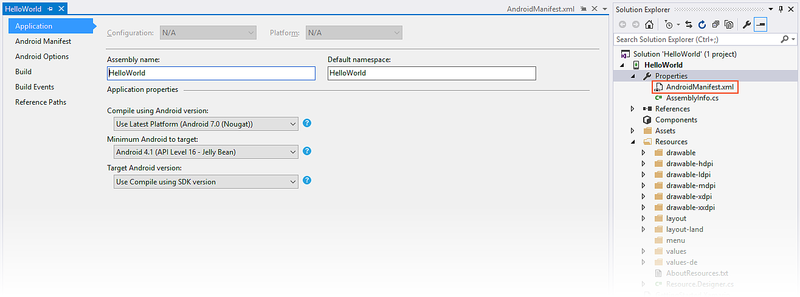 HelloWorld
AndroidManifest.xml
Application
Android Manifest
Android Options
Build
Build Events
Reference Paths
Configuration: N/A Platform: N/A
Assembly name: Default namespace:
HelloWorld HelloWorld
Application properties
Compile using Android version:
Use Latest Platform (Android 7.0 (Nougat))
Minimum Android to target:
Android 4.1 (API Level 16 - Jelly Bean)
Target Android version:
Use Compile using SDK version
Solution Explorer
Search Solution Explorer (Ctrl+;)
Solution 'HelloWorld' (1 project)
HelloWorld
Properties
AndroidManifest.xml
C# AssemblyInfo.cs
References
Components
Assets
Resources
drawable
drawable-hdpi
drawable-ldpi
drawable-mdpi
drawable-xdpi
drawable-xxdpi
layout
layout-land
menu
values
values-de
AboutResources.txt
Resource.Designer.cs